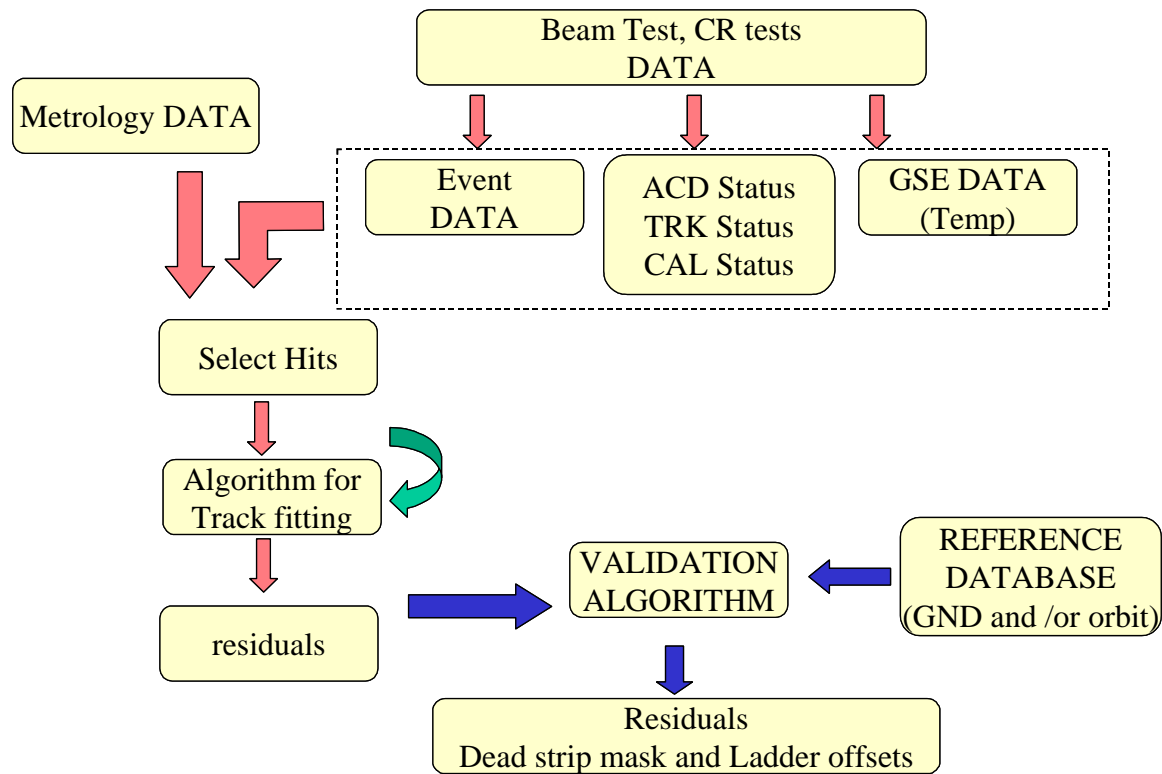 Beam Test, CR tests
DATA
Metrology DATA
Event
DATA
ACD Status
TRK Status
CAL Status
GSE DATA
(Temp)
Select Hits
Algorithm for
Track fitting
residuals
VALIDATION
ALGORITHM
REFERENCE
DATABASE
(GND and /or orbit)
Residuals
Dead strip mask and Ladder offsets